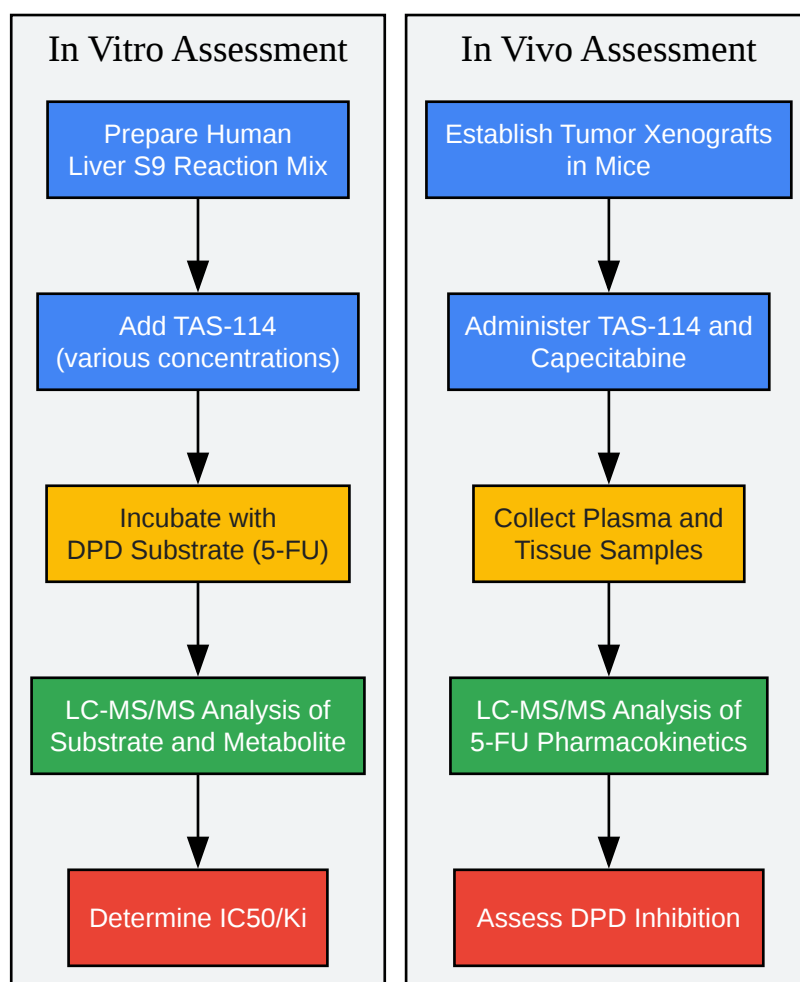 In Vitro Assessment
Prepare Human
Liver S9 Reaction Mix
Add TAS-114
(various concentrations)
Incubate with
DPD Substrate (5-FU)
LC-MS/MS Analysis of
Substrate and Metabolite
Determine IC50/Ki
In Vivo Assessment
Establish Tumor Xenografts
in Mice
Administer TAS-114 and
Capecitabine
Collect Plasma and
Tissue Samples
LC-MS/MS Analysis of
5-FU Pharmacokinetics
Assess DPD Inhibition